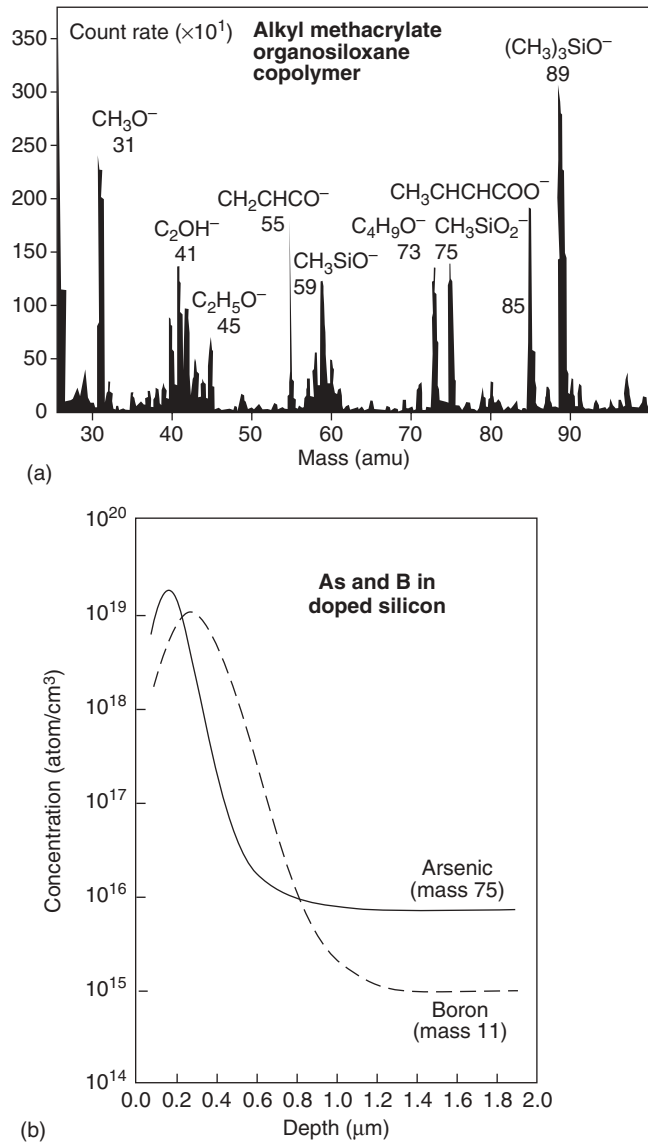 Count rate (×10¹)
Alkyl methacrylate
organosiloxane
copolymer
350
300
250
200
150
100
50
0
CH₃O⁻
31
C₂OH⁻
41
C₂H₅O⁻
45
CH₂CHCO⁻
55
CH₃SiO⁻
59
C₄H₉O⁻
73
CH₃SiO₂⁻
75
CH₃CHCHCOO⁻
85
(CH₃)₃SiO⁻
89
30 40 50 60 70 80 90
Mass (amu)
(a)
As and B in
doped silicon
Concentration (atom/cm³)
10²⁰
10¹⁹
10¹⁸
10¹⁷
10¹⁶
10¹⁵
10¹⁴
Arsenic
(mass 75)
Boron
(mass 11)
0.0 0.2 0.4 0.6 0.8 1.0 1.2 1.4 1.6 1.8 2.0
Depth (μm)
(b)